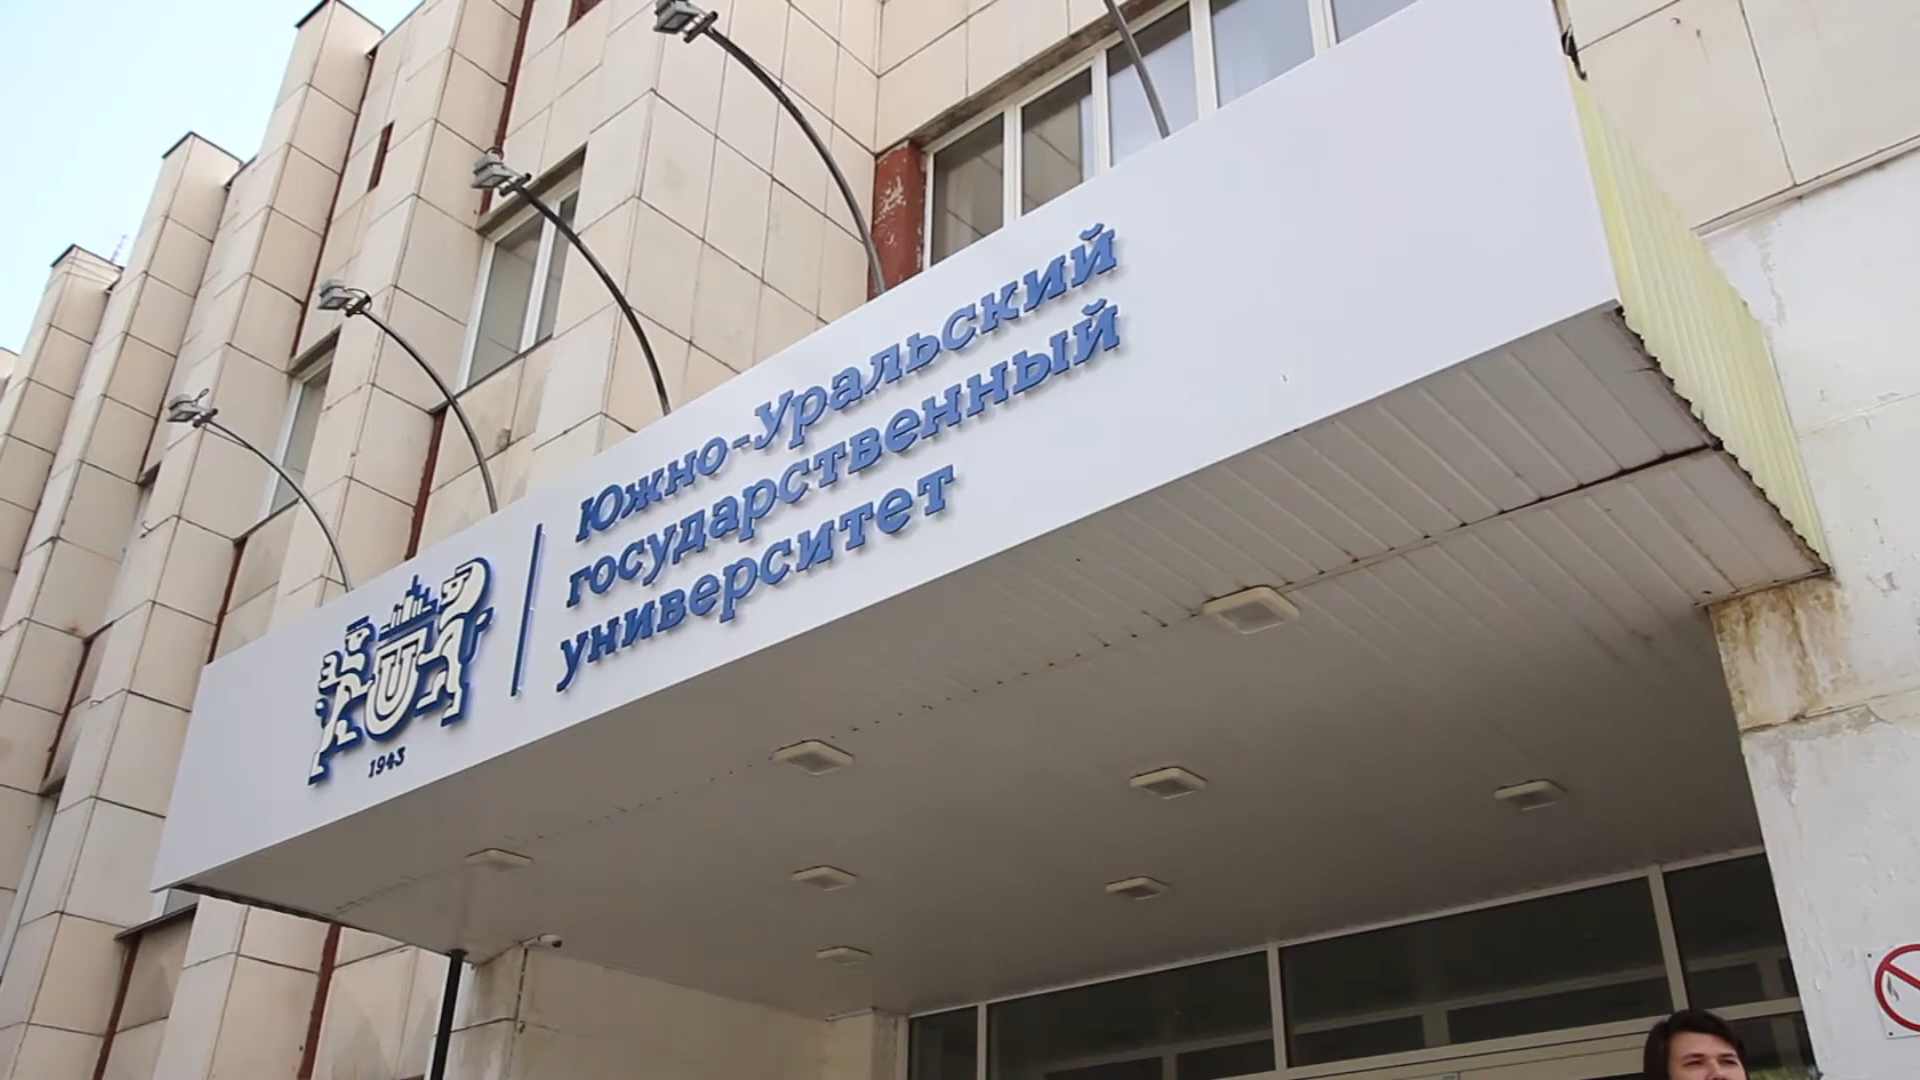 Южно-Уральский
государственный
университет
U
1943